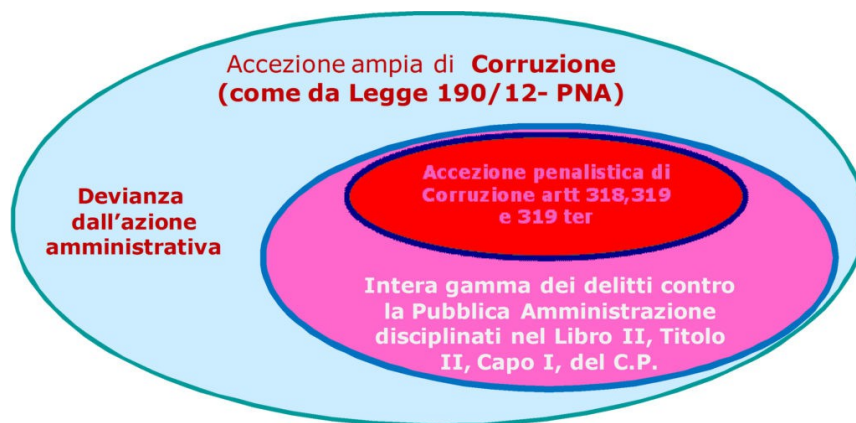 Accezione ampia di Corruzione
(come da Legge 190/12- PNA)
Accezione penalistica di
Corruzione artt 318,319
e 319 ter
Devianza
dall'azione
amministrativa
Intera gamma dei delitti contro
la Pubblica Amministrazione
disciplinati nel Libro II, Titolo
II, Capo I, del C.P.